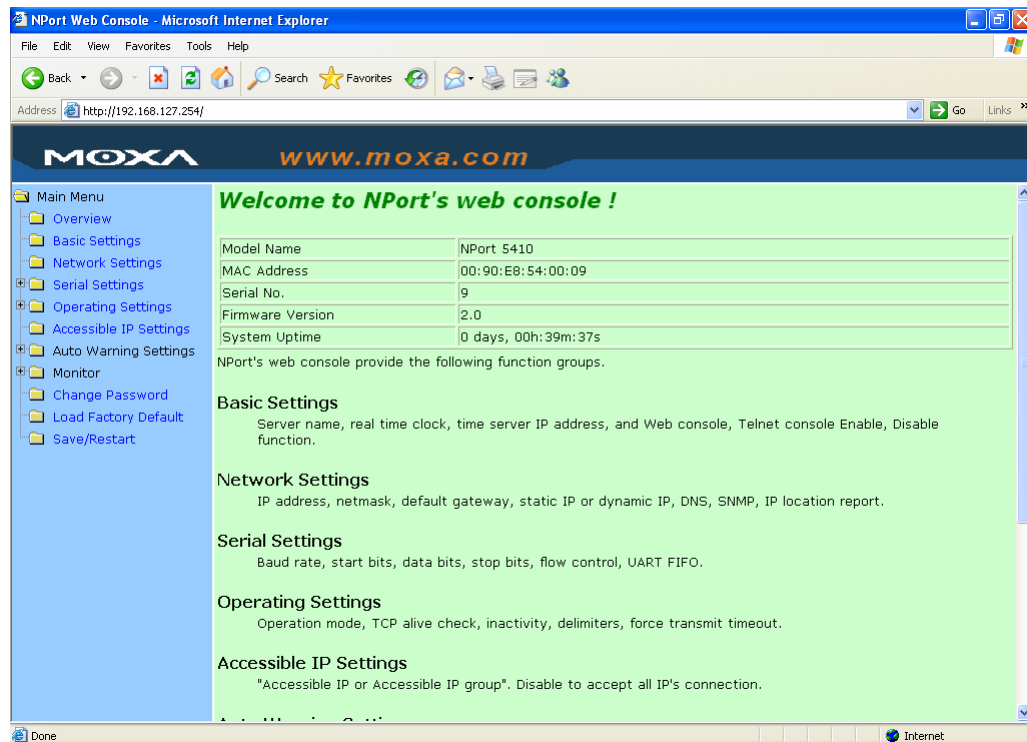 NPort Web Console - Microsoft Internet Explorer
File Edit View Favorites Tools Help
Back Search Favorites
Address http://192.168.127.254/ Go Links »
MOXA www.moxa.com
Main Menu
Overview
Basic Settings
Network Settings
Serial Settings
Operating Settings
Accessible IP Settings
Auto Warning Settings
Monitor
Change Password
Load Factory Default
Save/Restart
Welcome to NPort's web console !
Model Name NPort 5410
MAC Address 00:90:E8:54:00:09
Serial No. 9
Firmware Version 2.0
System Uptime 0 days, 00h:39m:37s
NPort's web console provide the following function groups.
Basic Settings
Server name, real time clock, time server IP address, and Web console, Telnet console Enable, Disable
function.
Network Settings
IP address, netmask, default gateway, static IP or dynamic IP, DNS, SNMP, IP location report.
Serial Settings
Baud rate, start bits, data bits, stop bits, flow control, UART FIFO.
Operating Settings
Operation mode, TCP alive check, inactivity, delimiters, force transmit timeout.
Accessible IP Settings
"Accessible IP or Accessible IP group". Disable to accept all IP's connection.
Done Internet